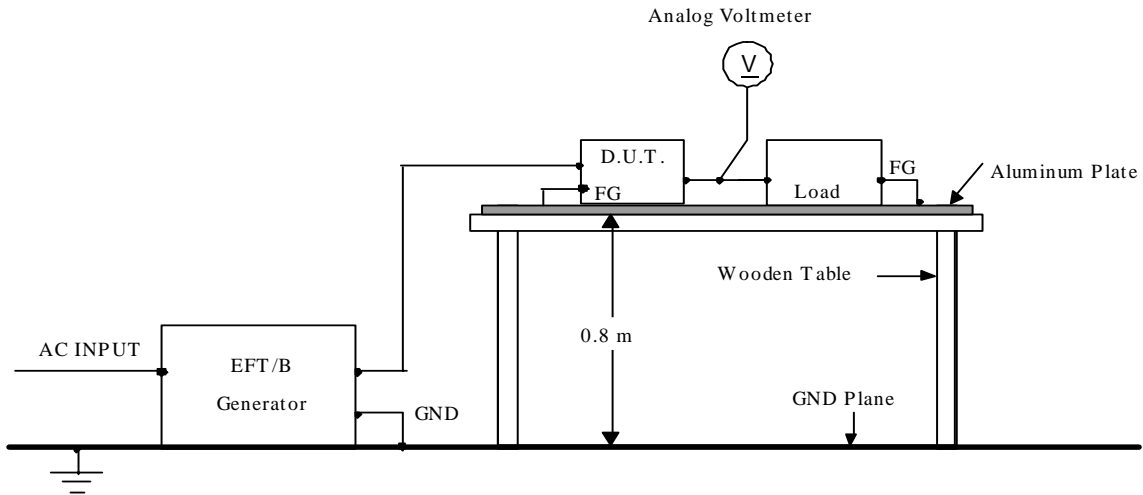 Analog Voltmeter
V
D.U.T.
FG
FG
Load
Aluminum Plate
Wooden Table
0.8 m
AC INPUT
EFT/B
Generator
GND
GND Plane